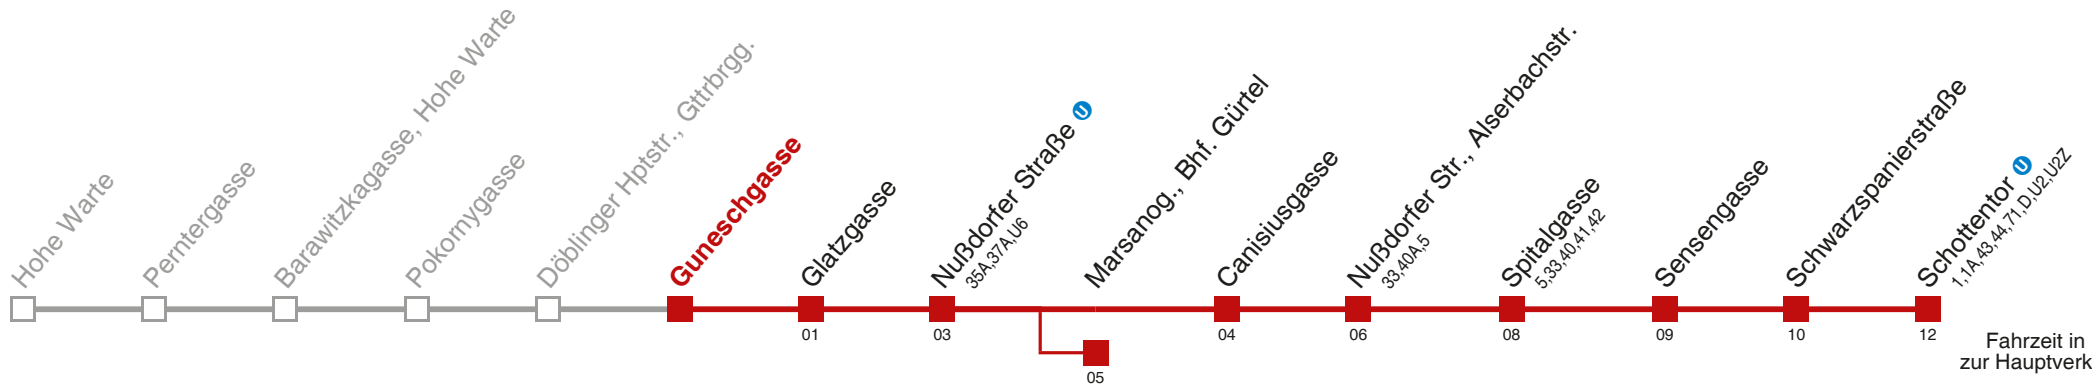 Hohe Warte
Perntergasse
Barawitzkagasse, Hohe Warte
Pokornygasse
Döblinger Hptstr., Gttrbrgg.
Guneschgasse
Glatzgasse
01
Nußdorfer Straße U
35A,37A,U6
03
Marsanog., Bhf. Gürtel
05
Canisiusgasse
04
Nußdorfer Str., Alserbachstr.
33,40A,5
06
Spitalgasse
5,33,40,41,42
08
Sensengasse
09
Schwarzspanierstraße
10
Schottentor U
1,1A,43,44,71,D,U2,U2Z
12
Fahrzeit in
zur Hauptverk